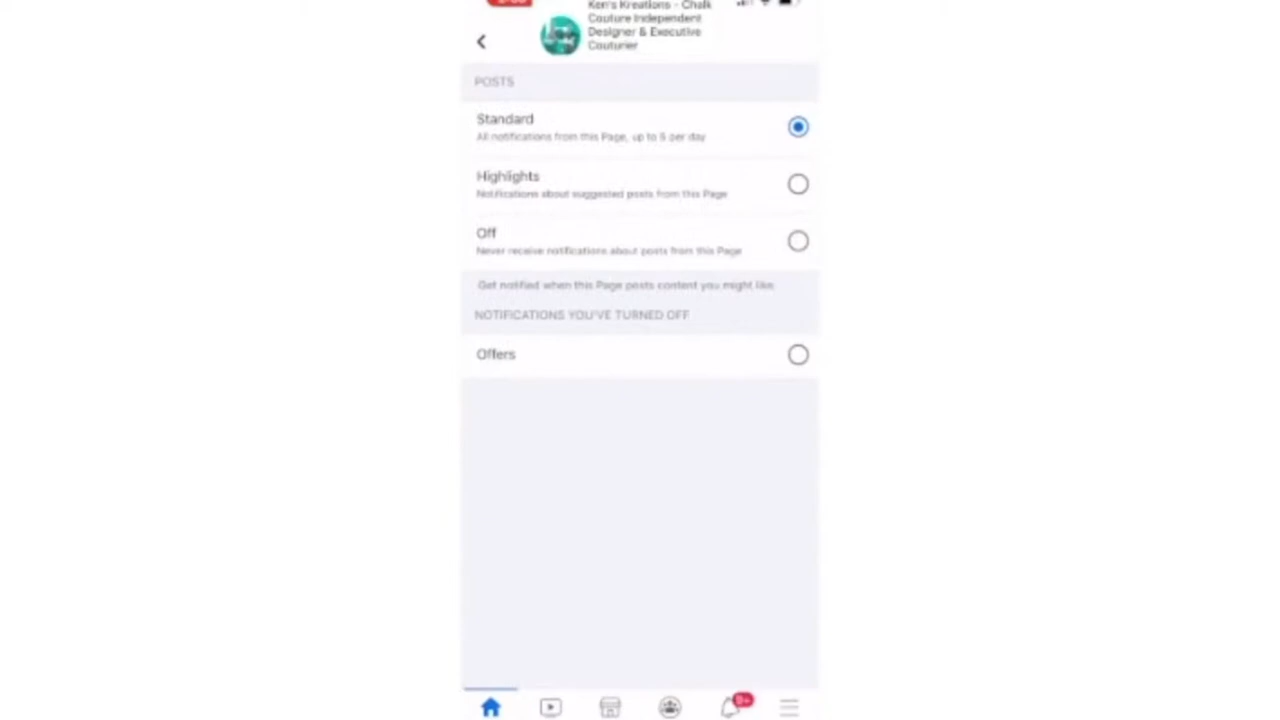 Ken's Kreations - Chalk
Couture Independent
Designer & Executive
Couturier
POSTS
Standard
All notifications from this Page, up to 5 per day
Highlights
Notifications about suggested posts from this Page
Off
Never receive notifications about posts from this Page
Get notified when this Page posts content you might like
NOTIFICATIONS YOU'VE TURNED OFF
Offers
9+